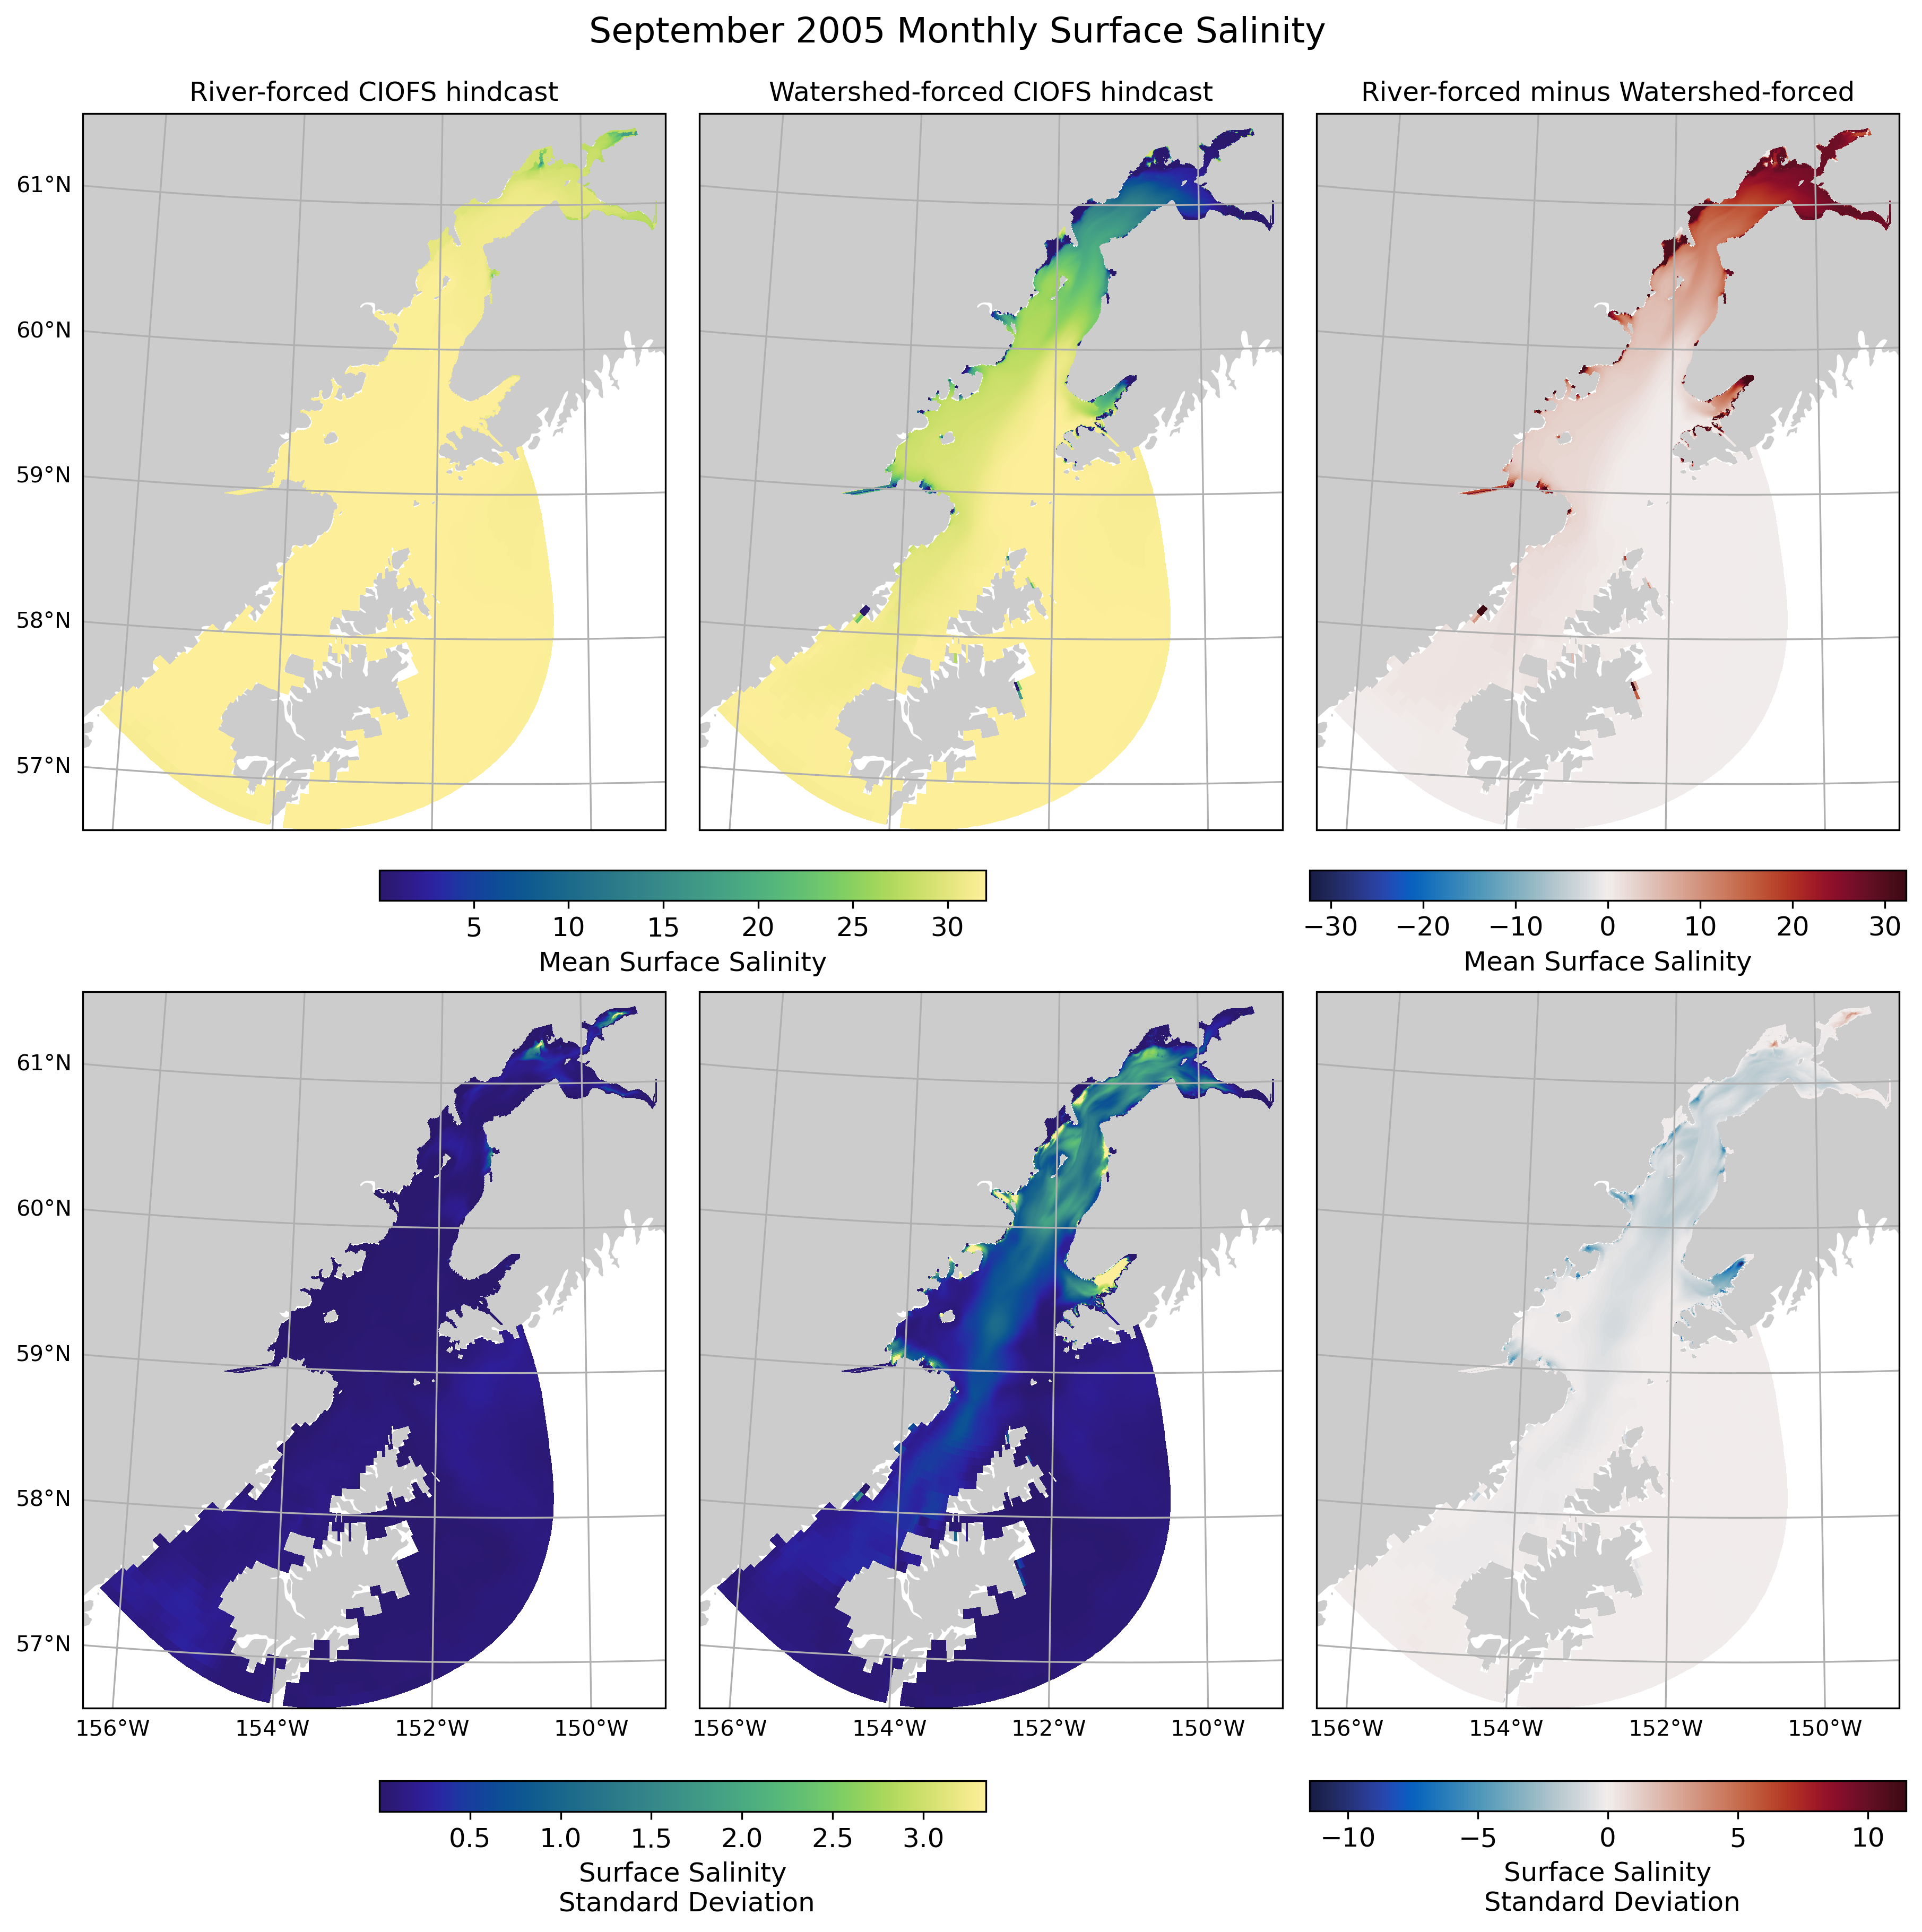 September 2005 Monthly Surface Salinity
River-forced CIOFS hindcast
Watershed-forced CIOFS hindcast
River-forced minus Watershed-forced
61°N
60°N
59°N
58°N
57°N
5 10 15 20 25 30
Mean Surface Salinity
−30 −20 −10 0 10 20 30
Mean Surface Salinity
61°N
60°N
59°N
58°N
57°N
156°W 154°W 152°W 150°W
156°W 154°W 152°W 150°W
156°W 154°W 152°W 150°W
0.5 1.0 1.5 2.0 2.5 3.0
Surface Salinity
Standard Deviation
−10 −5 0 5 10
Surface Salinity
Standard Deviation